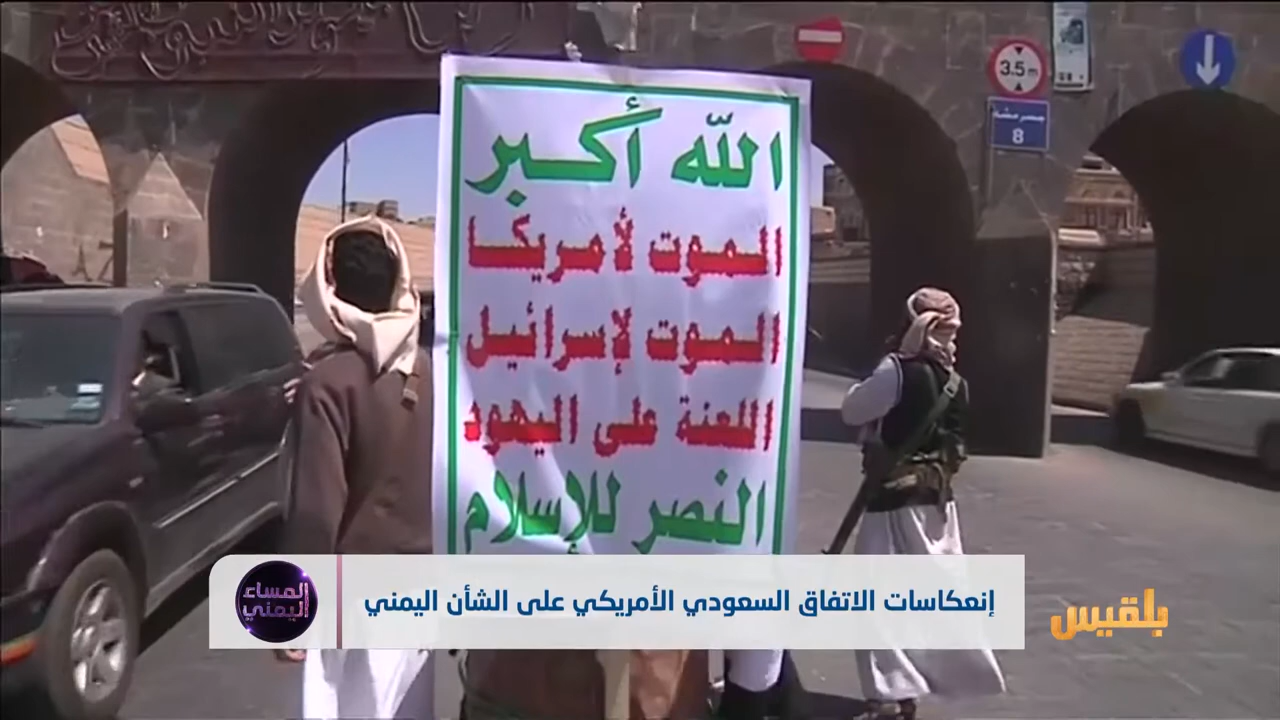 3.5m
8
الله أكبر
الموت لأمريكا
الموت لإسرائيل
اللعنة على اليهود
النصر للإسلام
المساء
اليمني
إنعكاسات الاتفاق السعودي الأمريكي على الشأن اليمني
بلقيس